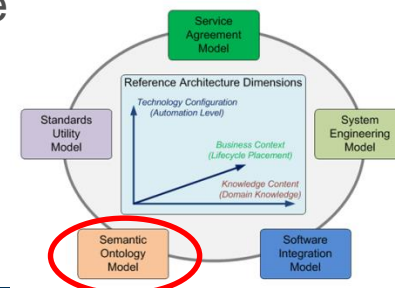 e
Service
Agreement
Model
Reference Architecture Dimensions
Technology Configuration
(Automation Level)
Standards
Utility
Model
System
Engineering
Model
Business Context
(Lifecycle Placement)
Knowledge Content
(Domain Knowledge)
Semantic
Ontology
Model
Software
Integration
Model